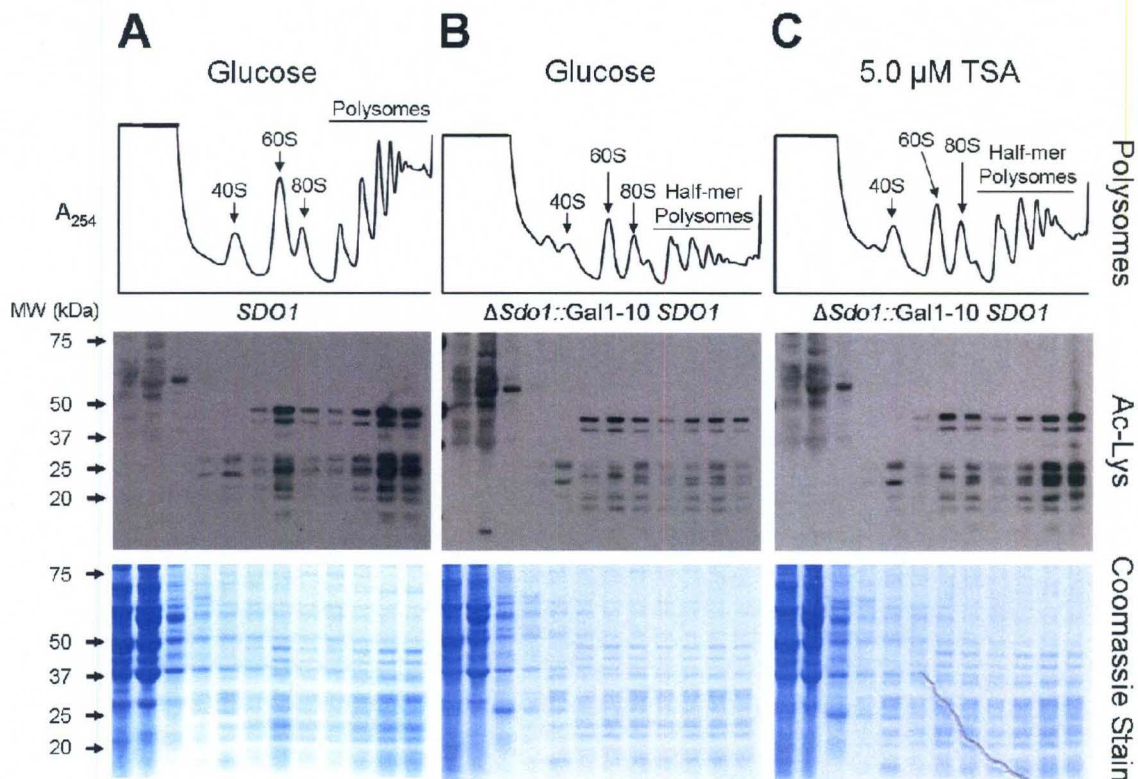 A
B
C
Glucose
Glucose
5.0 µM TSA
Polysomes
40S
60S
80S
40S
60S
80S
Half-mer
Polysomes
40S
60S
80S
Half-mer
Polysomes
A254
Polysomes
MW (kDa)
SDO1
ΔSdo1::Gal1-10 SDO1
ΔSdo1::Gal1-10 SDO1
75
50
37
25
20
Ac-Lys
75
50
37
25
20
Coomassie Stain